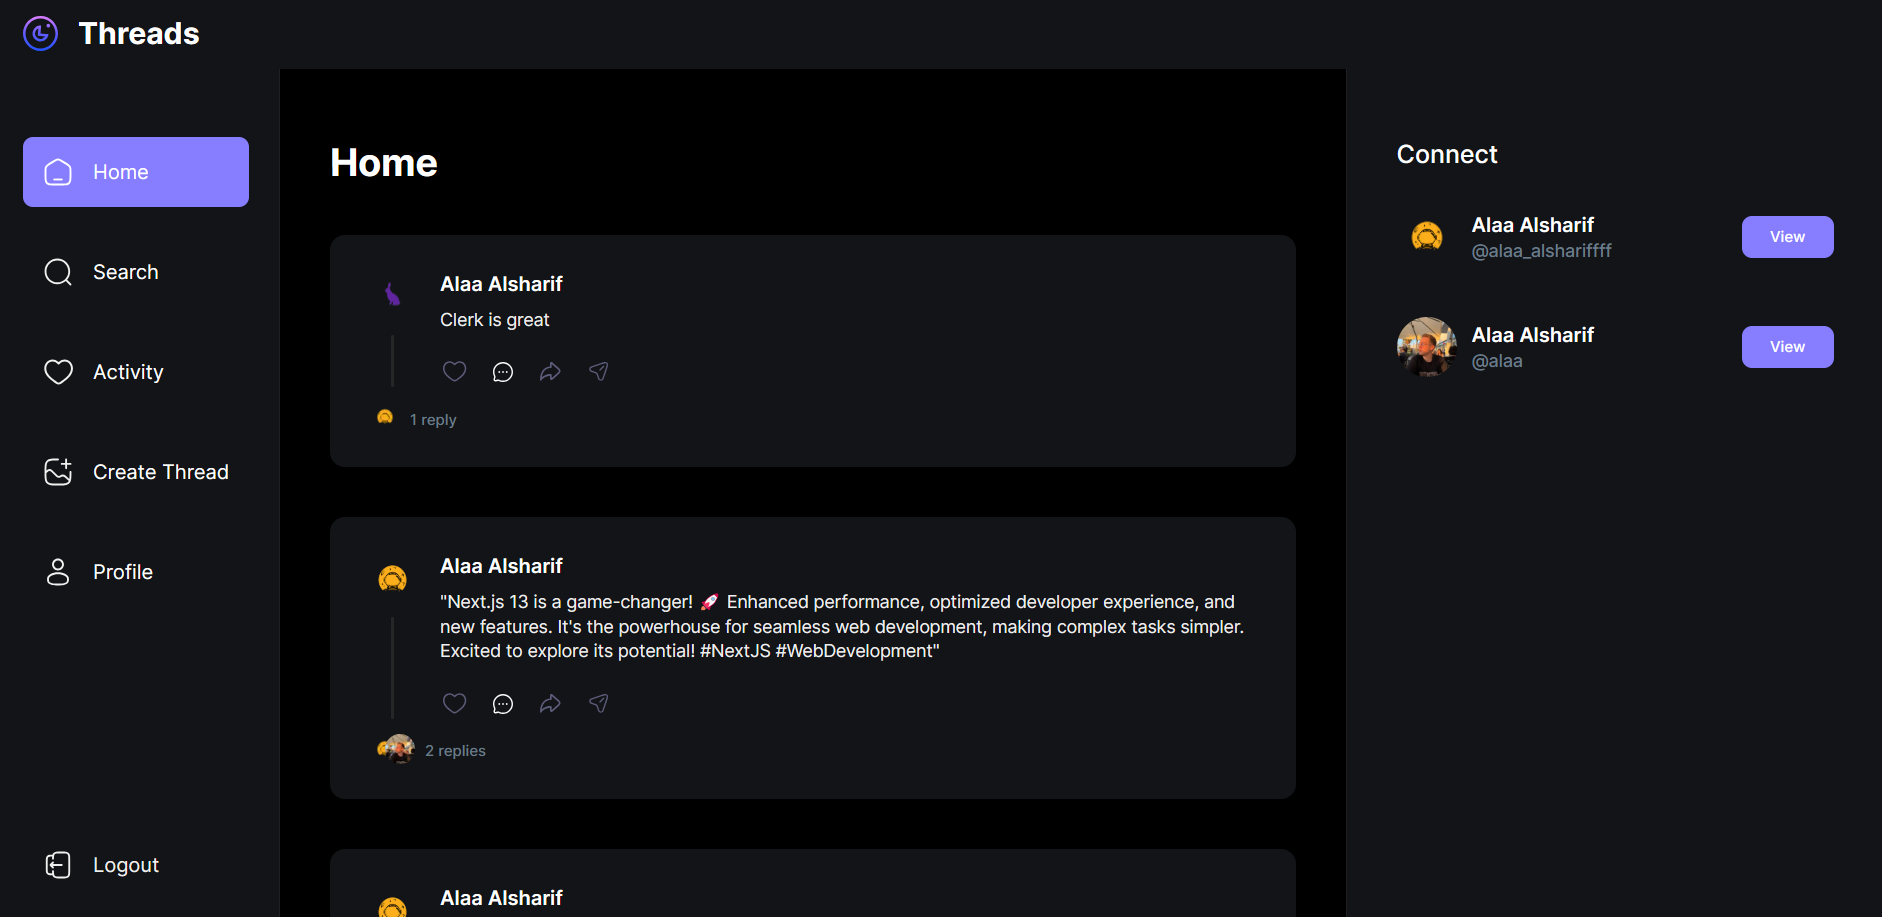 Threads
Home
Search
Activity
Create Thread
Profile
Logout
Home
Alaa Alsharif
Clerk is great
1 reply
Alaa Alsharif
"Next.js 13 is a game-changer! 🚀 Enhanced performance, optimized developer experience, and
new features. It's the powerhouse for seamless web development, making complex tasks simpler.
Excited to explore its potential! #NextJS #WebDevelopment"
2 replies
Alaa Alsharif
Connect
Alaa Alsharif
@alaa_alshariffff
View
Alaa Alsharif
@alaa
View